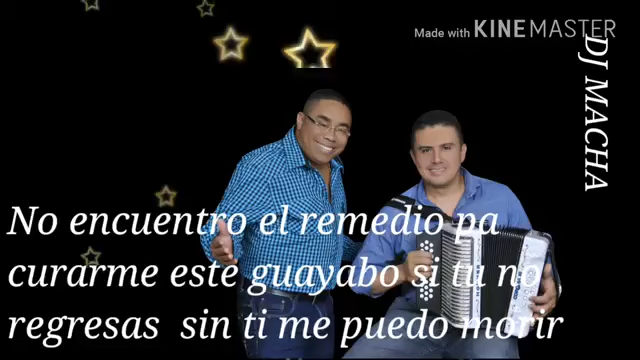 Made with KINEMASTER
DJ MACHA
No encuentro el remedio pa
curarme este guayabo si tu no
regresas sin ti me puedo morir